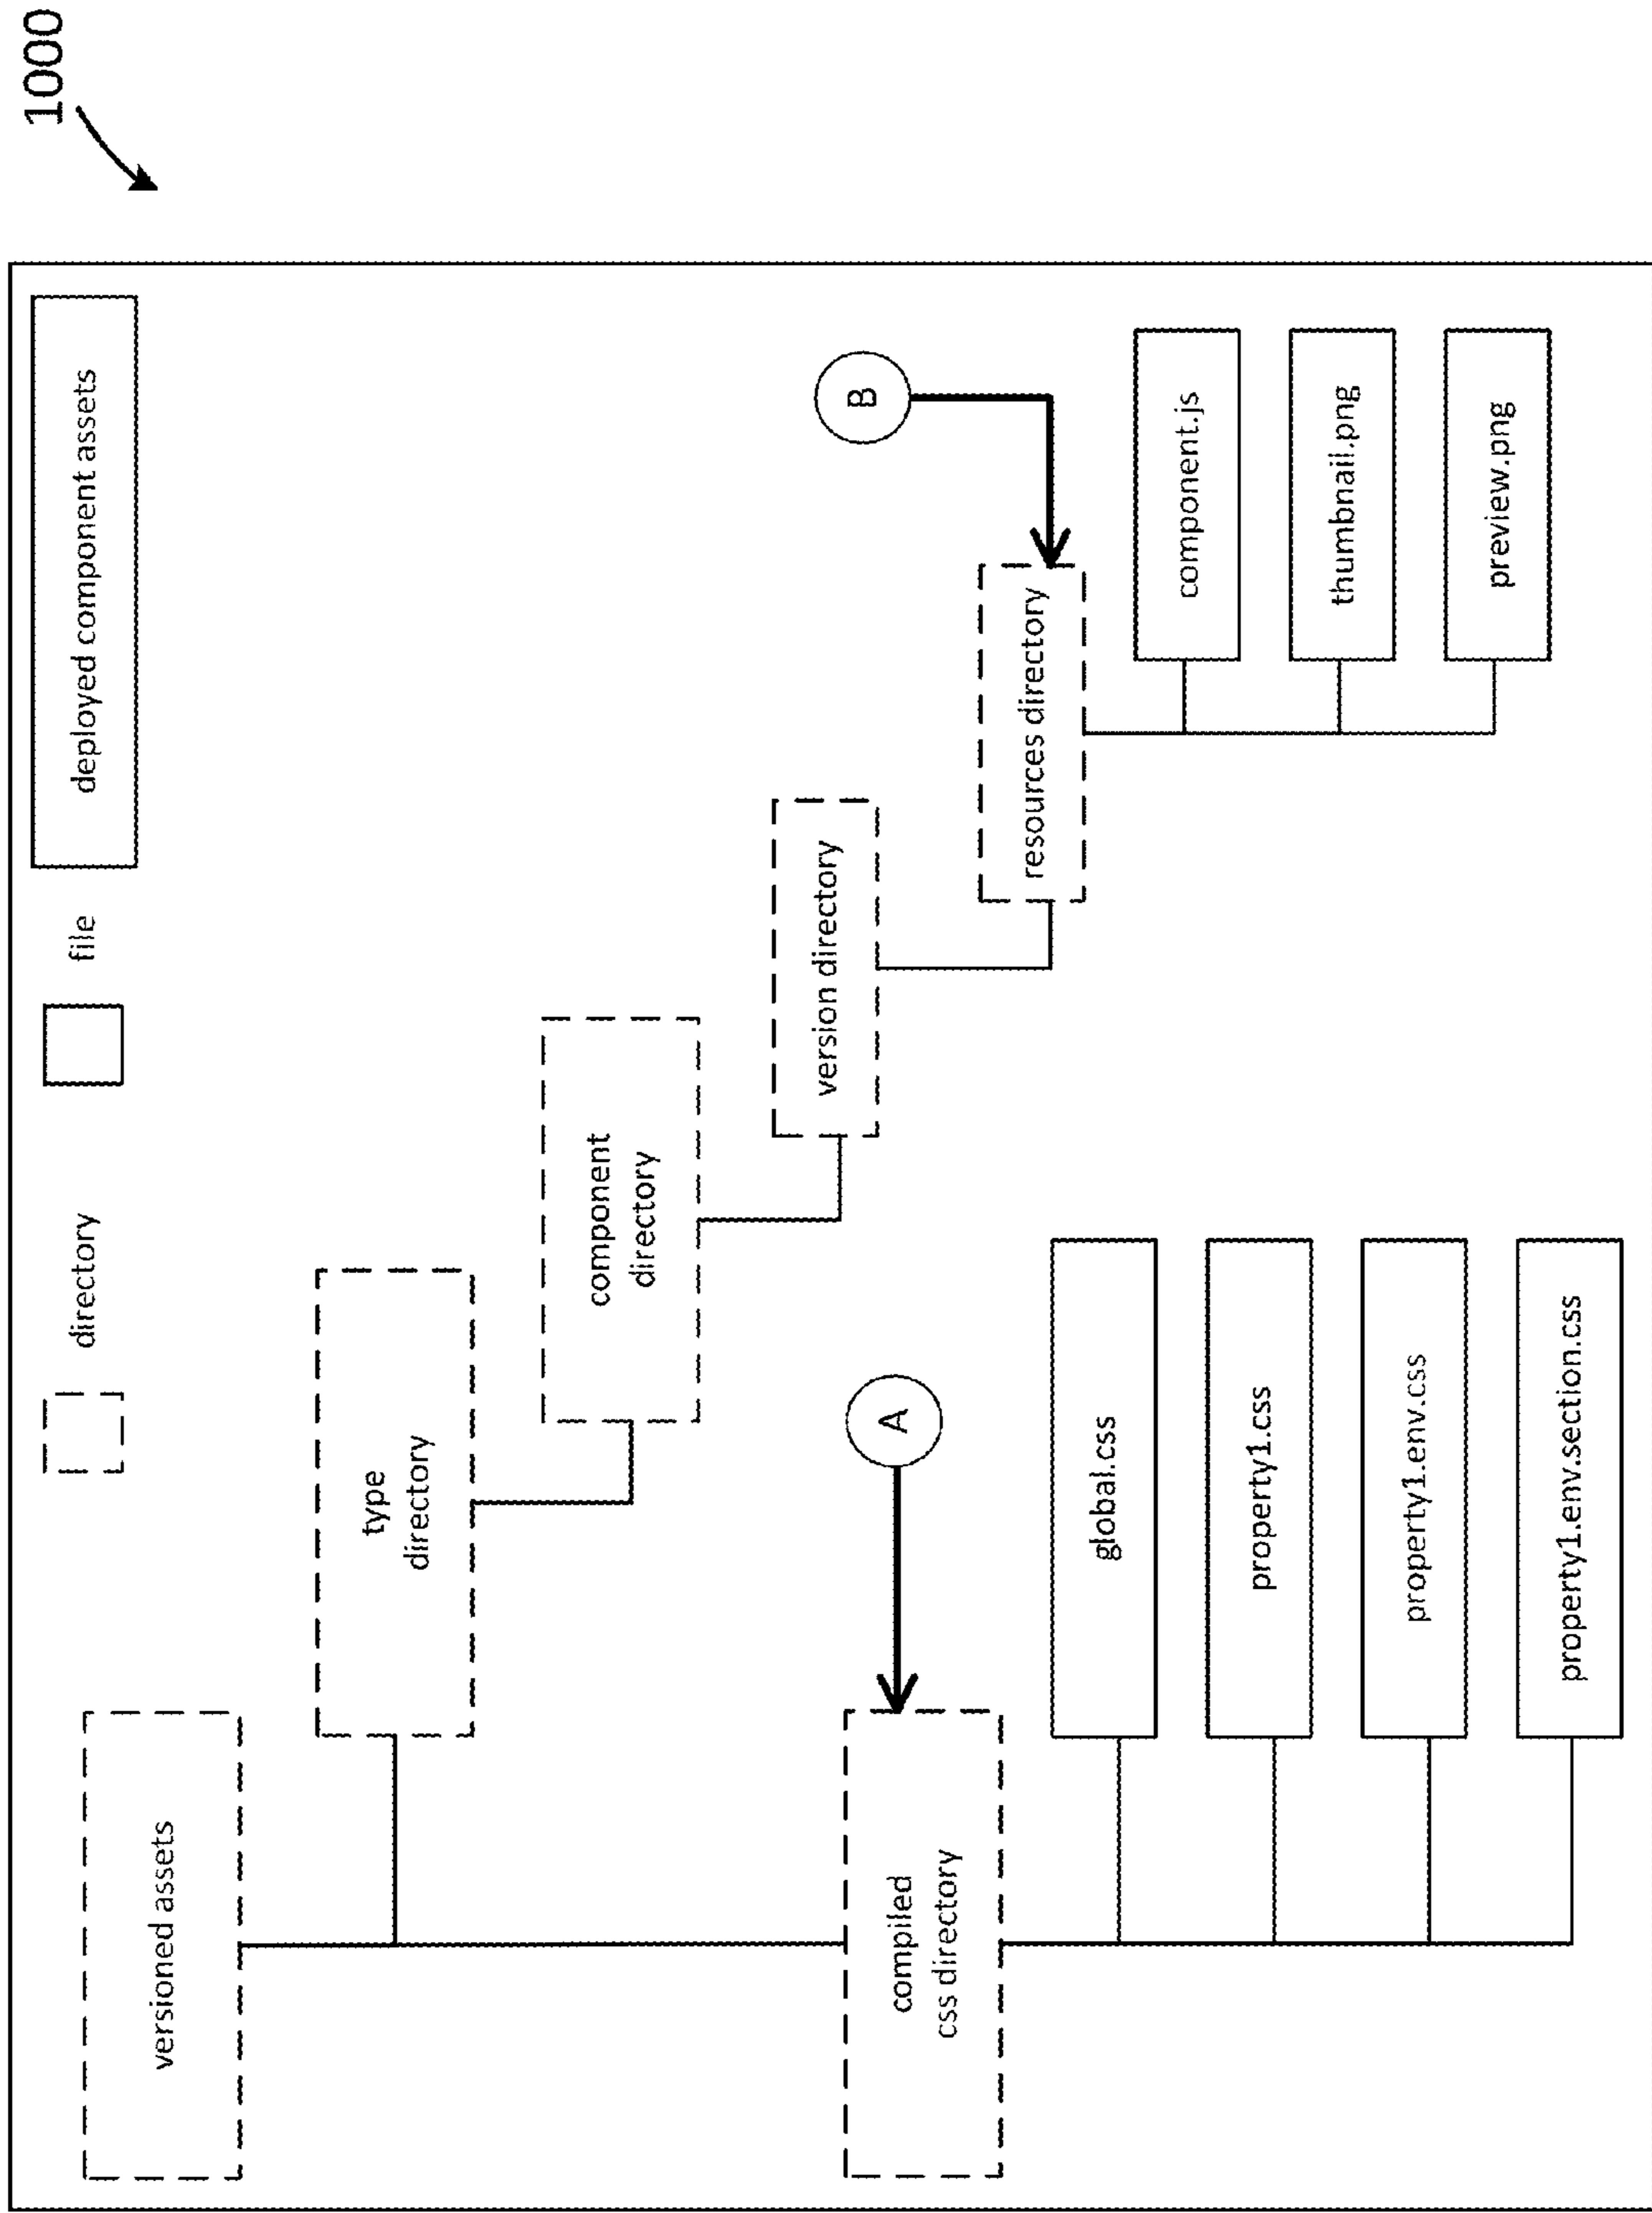 1000
directory
file
deployed component assets
versioned assets
type
directory
component
directory
version directory
B
A
compiled
css directory
resources directory
global.css
component.js
property1.css
thumbnail.png
property1.env.css
preview.png
property1.env.section.css